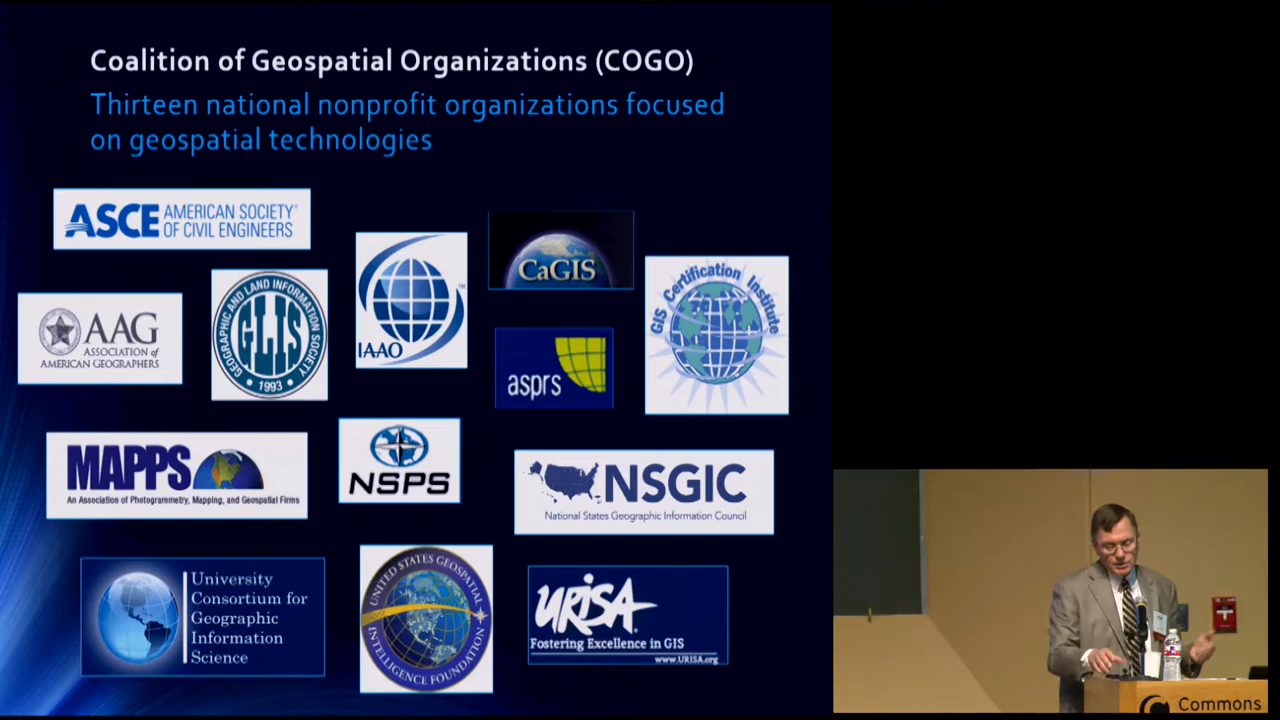 Coalition of Geospatial Organizations (COGO)
Thirteen national nonprofit organizations focused
on geospatial technologies
ASCE AMERICAN SOCIETY®
OF CIVIL ENGINEERS
AAG
ASSOCIATION of
AMERICAN GEOGRAPHERS
GEOGRAPHIC AND LAND INFORMATION SOCIETY
GLIS
• 1993 •
IAAO
™
CaGIS
asprs
GIS Certification Institute
MAPPS
An Association of Photogrammetry, Mapping, and Geospatial Firms
NSPS
NSGIC
National States Geographic Information Council
University
Consortium for
Geographic
Information
Science
UNITED STATES GEOSPATIAL
INTELLIGENCE FOUNDATION
URISA
Fostering Excellence in GIS
www.URISA.org
Commons